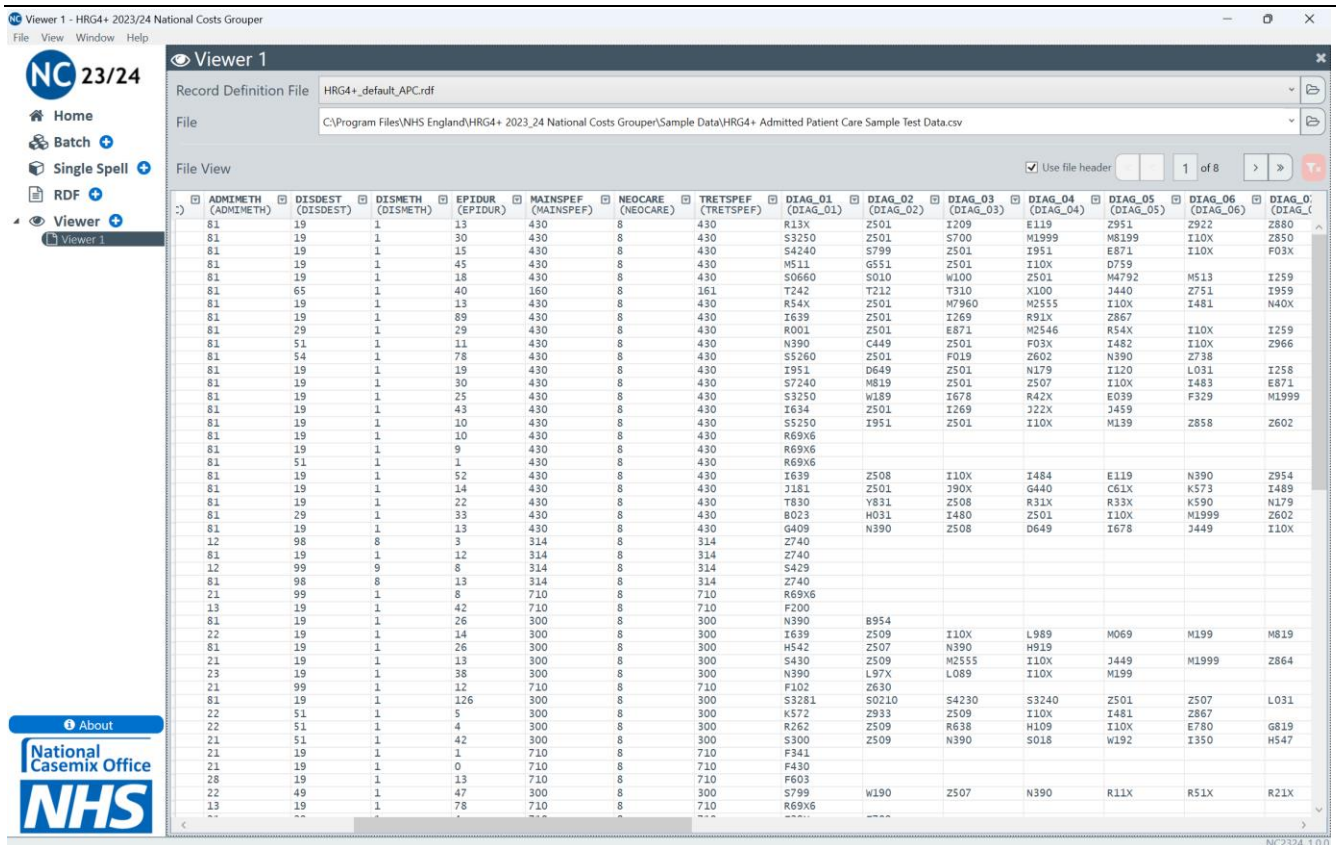 Viewer 1 - HRG4+ 2023/24 National Costs Grouper
File View Window Help
NC 23/24
Home
Batch
Single Spell
RDF
Viewer
Viewer 1
About
National
Casemix Office
NHS
Viewer 1
Record Definition File HRG4+_default_APC.rdf
File C:\Program Files\NHS England\HRG4+ 2023_24 National Costs Grouper\Sample Data\HRG4+ Admitted Patient Care Sample Test Data.csv
File View Use file header 1 of 8
ADMIMETH DISDEST DISMETH EPIDUR MAINSPEF NEOCARE TRETSPEF DIAG_01 DIAG_02 DIAG_03 DIAG_04 DIAG_05 DIAG_06
(ADMIMETH) (DISDEST) (DISMETH) (EPIDUR) (MAINSPEF) (NEOCARE) (TRETSPEF) (DIAG_01) (DIAG_02) (DIAG_03) (DIAG_04) (DIAG_05) (DIAG_06)
81 19 1 13 430 8 430 R13X Z501 I209 E119 Z951 Z922 Z880
81 19 1 30 430 8 430 S3250 Z501 S700 M1999 M8199 I10X Z850
81 19 1 15 430 8 430 S4240 S799 Z501 I951 E871 I10X F03X
81 19 1 45 430 8 430 M511 G551 Z501 I10X D759
81 19 1 18 430 8 430 S0660 S010 W100 Z501 M4792 M513 I259
81 65 1 40 160 8 161 T242 T212 T310 X100 J440 Z751 I959
81 19 1 13 430 8 430 R54X Z501 M7960 M2555 I10X I481 N40X
81 19 1 89 430 8 430 I639 Z501 I269 R91X Z867
81 29 1 29 430 8 430 R001 Z501 E871 M2546 R54X I10X I259
81 51 1 11 430 8 430 N390 C449 Z501 F03X I482 I10X Z966
81 54 1 78 430 8 430 S5260 Z501 F019 Z602 N390 Z738
81 19 1 19 430 8 430 I951 D649 Z501 N179 I120 L031 I258
81 19 1 30 430 8 430 S7240 M819 Z501 Z507 I10X I483 E871
81 19 1 25 430 8 430 S3250 W189 I678 R42X E039 F329 M1999
81 19 1 43 430 8 430 I634 Z501 I269 J22X J459
81 19 1 10 430 8 430 S5250 I951 Z501 I10X M139 Z858 Z602
81 19 1 10 430 8 430 R69X6
81 19 1 9 430 8 430 R69X6
81 51 1 1 430 8 430 R69X6
81 19 1 52 430 8 430 I639 Z508 I10X I484 E119 N390 Z954
81 19 1 14 430 8 430 J181 Z501 J90X G440 C61X K573 I489
81 19 1 22 430 8 430 T830 Y831 Z508 R31X R33X K590 N179
81 29 1 33 430 8 430 B023 H031 I480 Z501 I10X M1999 Z602
81 19 1 13 430 8 430 G409 N390 Z508 D649 I678 J449 I10X
12 98 8 3 314 8 314 Z740
81 19 1 12 314 8 314 Z740
12 99 9 8 314 8 314 S429
81 98 8 13 314 8 314 Z740
21 99 1 8 710 8 710 R69X6
13 19 1 42 710 8 710 F200
81 19 1 26 300 8 300 N390 B954
22 19 1 14 300 8 300 I639 Z509 I10X L989 M069 M199 M819
81 19 1 26 300 8 300 H542 Z507 N390 H919
21 19 1 13 300 8 300 S430 Z509 M2555 I10X J449 M1999 Z864
23 19 1 38 300 8 300 N390 L97X L089 I10X M199
21 99 1 12 710 8 710 F102 Z630
81 19 1 126 300 8 300 S3281 S0210 S4230 S3240 Z501 Z507 L031
22 51 1 5 300 8 300 K572 Z933 Z509 I10X I481 Z867
22 51 1 4 300 8 300 R262 Z509 R638 H109 I10X E780 G819
21 51 1 42 300 8 300 S300 Z509 N390 S018 W192 I350 H547
21 19 1 1 710 8 710 F341
21 19 1 0 710 8 710 F430
28 19 1 13 710 8 710 F603
22 49 1 47 300 8 300 S799 W190 Z507 N390 R11X R51X R21X
13 19 1 78 710 8 710 R69X6
NC2324_1.0.0